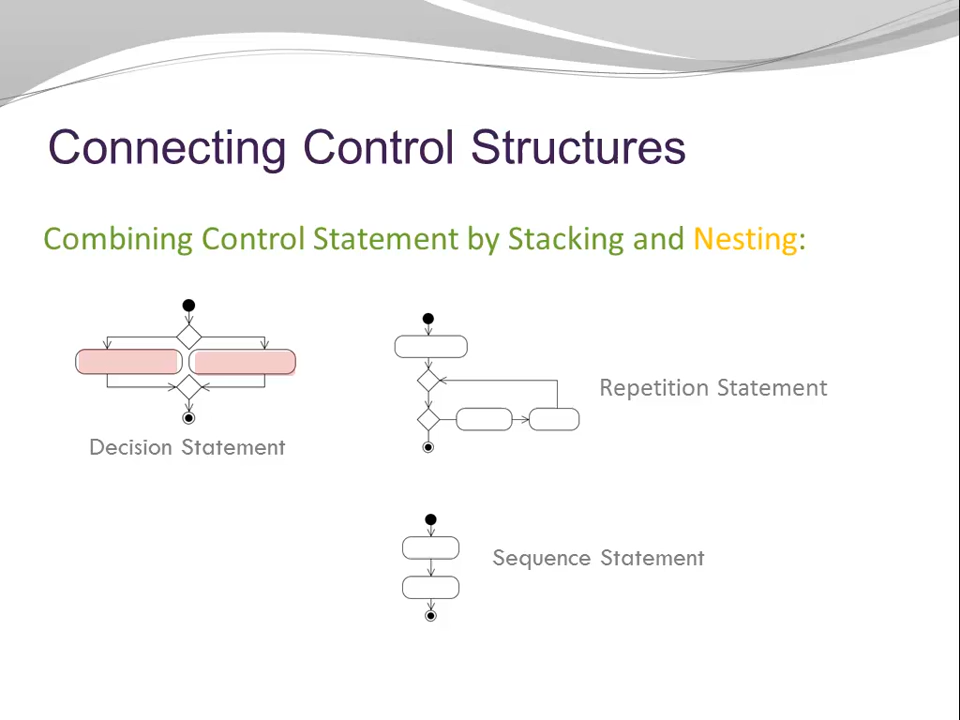 Connecting Control Structures
Combining Control Statement by Stacking and Nesting:
Repetition Statement
Decision Statement
Sequence Statement